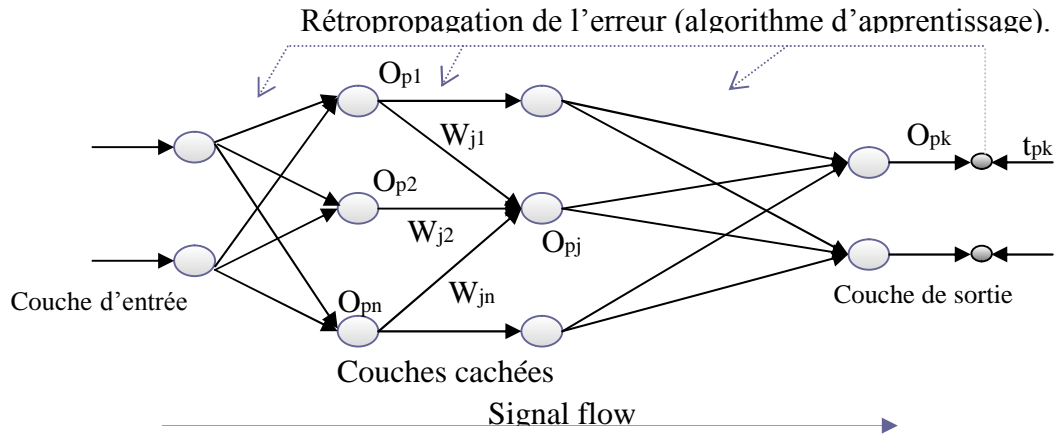 Rétropropagation de l’erreur (algorithme d’apprentissage).
Op1
Wj1
Opk
tpk
Op2
Wj2
Opj
Wjn
Couche d’entrée
Opn
Couche de sortie
Couches cachées
Signal flow